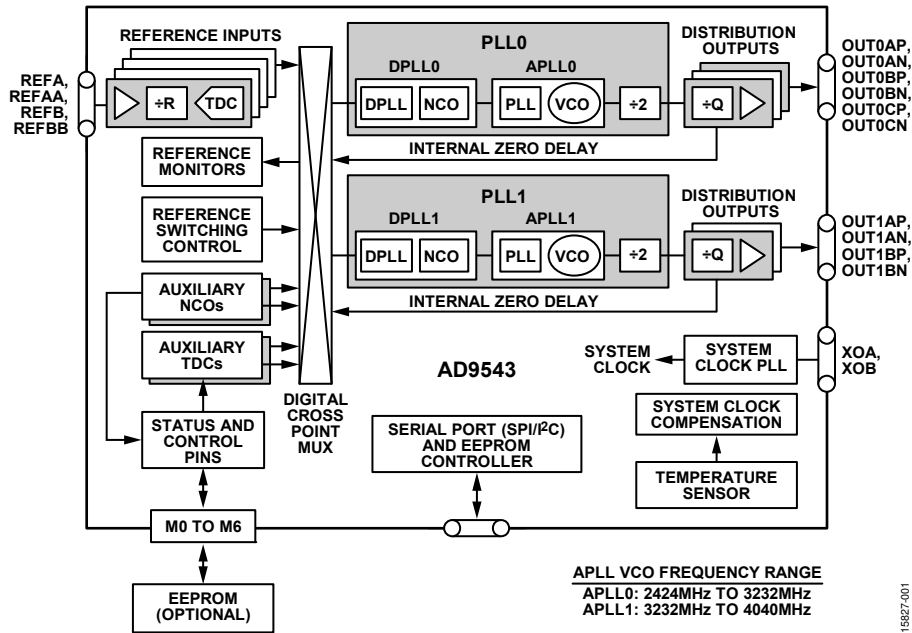 REFERENCE INPUTS
REFA,
REFAA,
REFB,
REFBB
÷R
TDC
REFERENCE
MONITORS
REFERENCE
SWITCHING
CONTROL
AUXILIARY
NCOs
AUXILIARY
TDCs
STATUS AND
CONTROL
PINS
M0 TO M6
EEPROM
(OPTIONAL)
DIGITAL
CROSS
POINT
MUX
PLL0
DPLL0
APLL0
DPLL
NCO
PLL
VCO
÷2
INTERNAL ZERO DELAY
DISTRIBUTION
OUTPUTS
÷Q
OUT0AP,
OUT0AN,
OUT0BP,
OUT0BN,
OUT0CP,
OUT0CN
PLL1
DPLL1
APLL1
DPLL
NCO
PLL
VCO
÷2
INTERNAL ZERO DELAY
DISTRIBUTION
OUTPUTS
÷Q
OUT1AP,
OUT1AN,
OUT1BP,
OUT1BN
AD9543
SYSTEM
CLOCK
SYSTEM
CLOCK PLL
XOA,
XOB
SYSTEM CLOCK
COMPENSATION
TEMPERATURE
SENSOR
SERIAL PORT (SPI/I²C)
AND EEPROM
CONTROLLER
APLL VCO FREQUENCY RANGE
APLL0: 2424MHz TO 3232MHz
APLL1: 3232MHz TO 4040MHz
15827-001